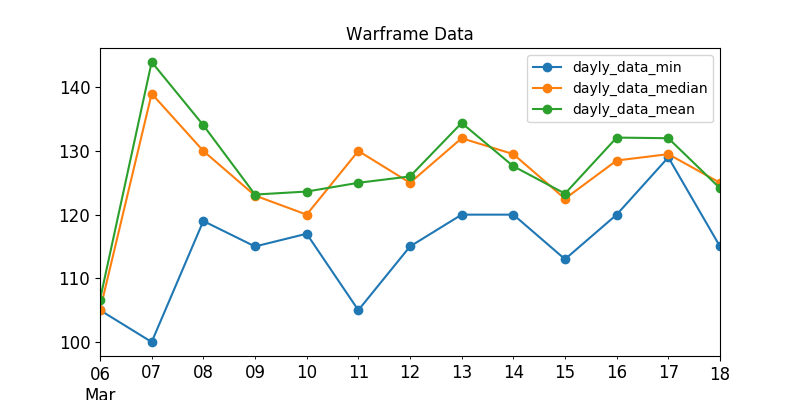 Warframe Data
dayly_data_min
dayly_data_median
dayly_data_mean
140
130
120
110
100
06 07 08 09 10 11 12 13 14 15 16 17 18
Mar